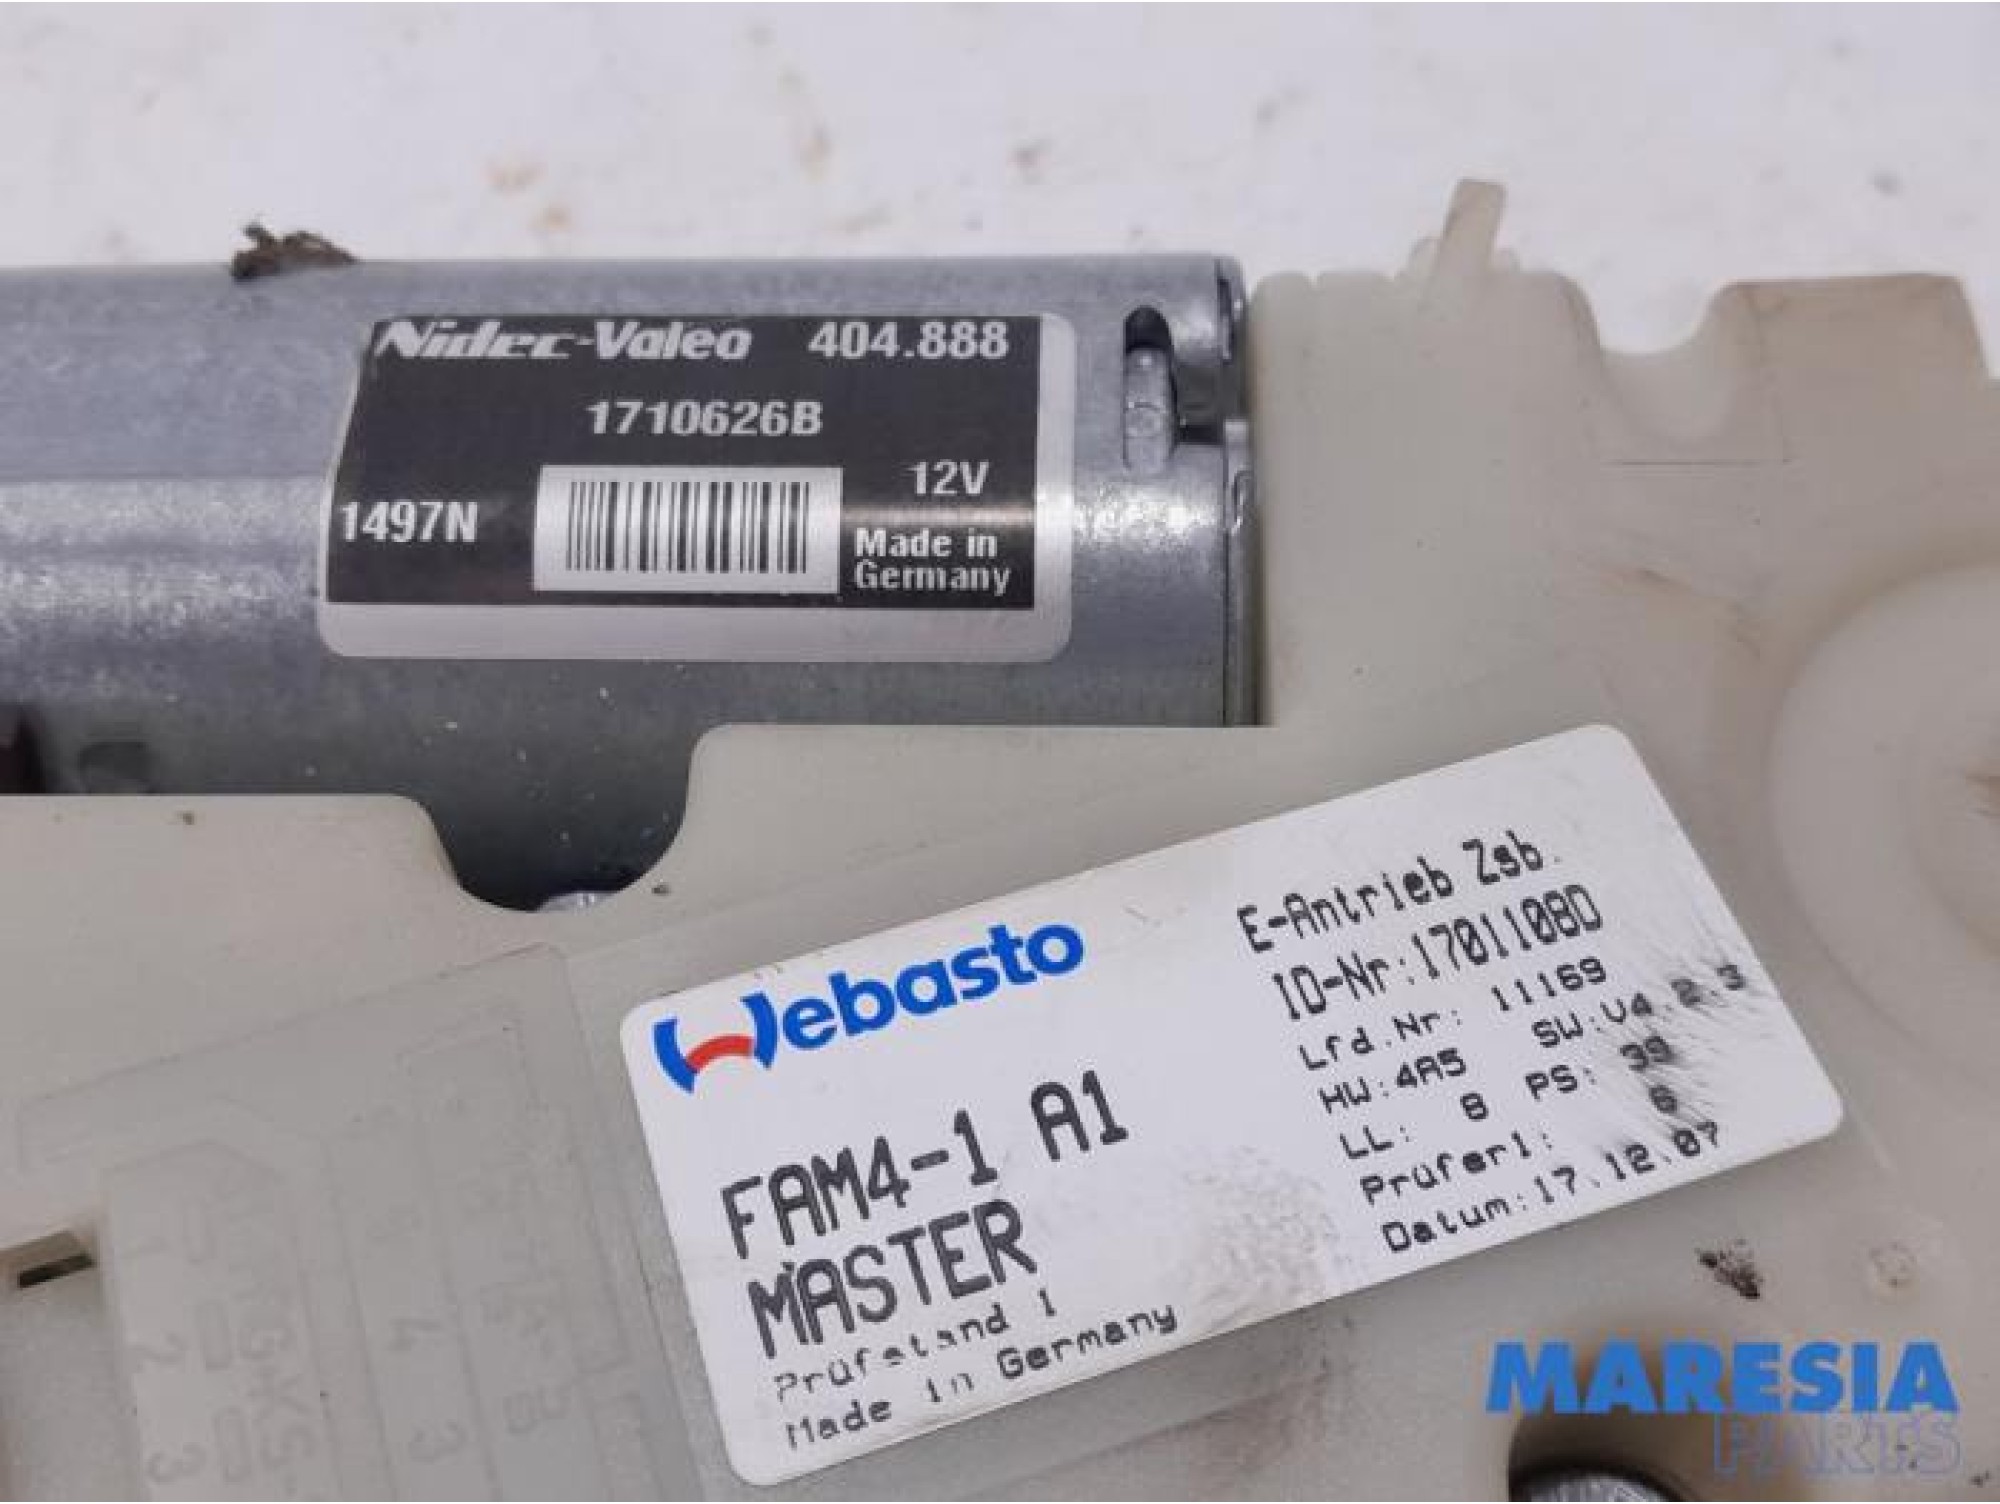 Nidec-Valeo 404.888
1710626B
12V
1497N
Made in
Germany
Webasto
FAM4-1 A1
MASTER
Prüfstand 1
Made in Germany
E-Antrieb Zsb.
ID-Nr:1701108D
Lfd.Nr: 11169
HW:4A5 SW:V4.2.3
LL: 8 PS: 39
Prüfer1: 6
Datum:17.12.07
MARESIA
PARTS